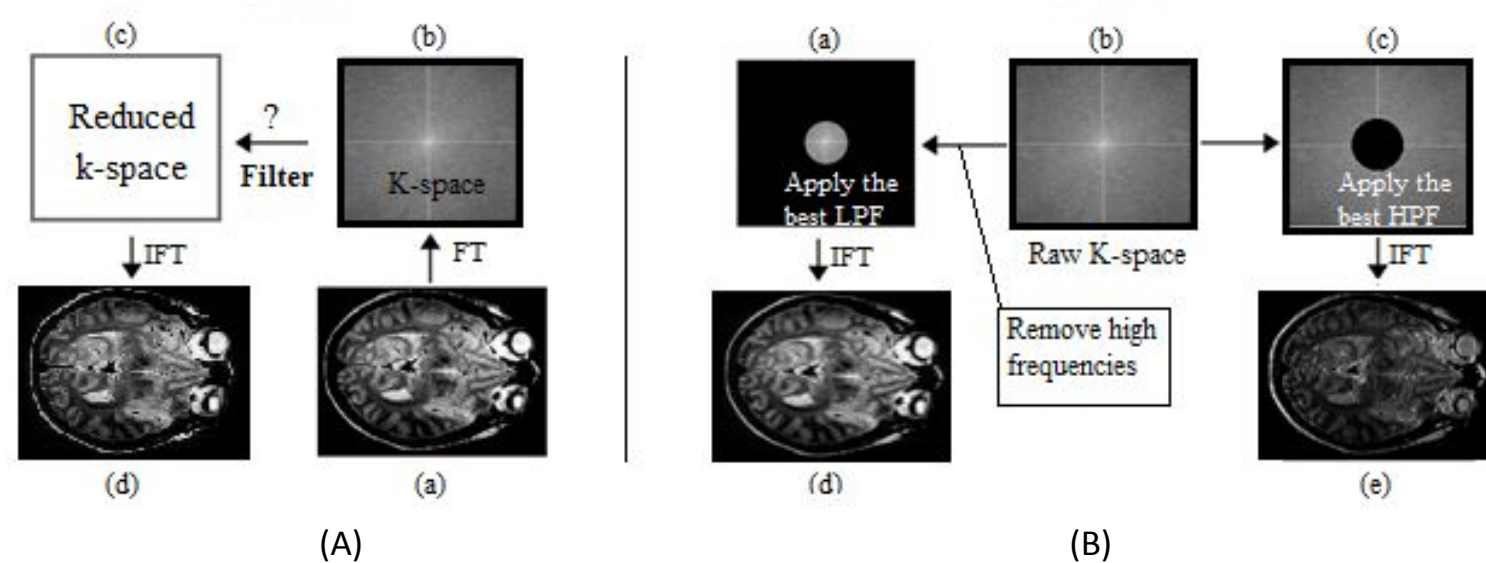 (c)
(b)
Reduced
k-space
?
Filter
K-space
IFT
FT
(d)
(a)
(A)
(a)
(b)
(c)
Apply the
best LPF
Apply the
best HPF
IFT
Raw K-space
IFT
Remove high
frequencies
(d)
(e)
(B)